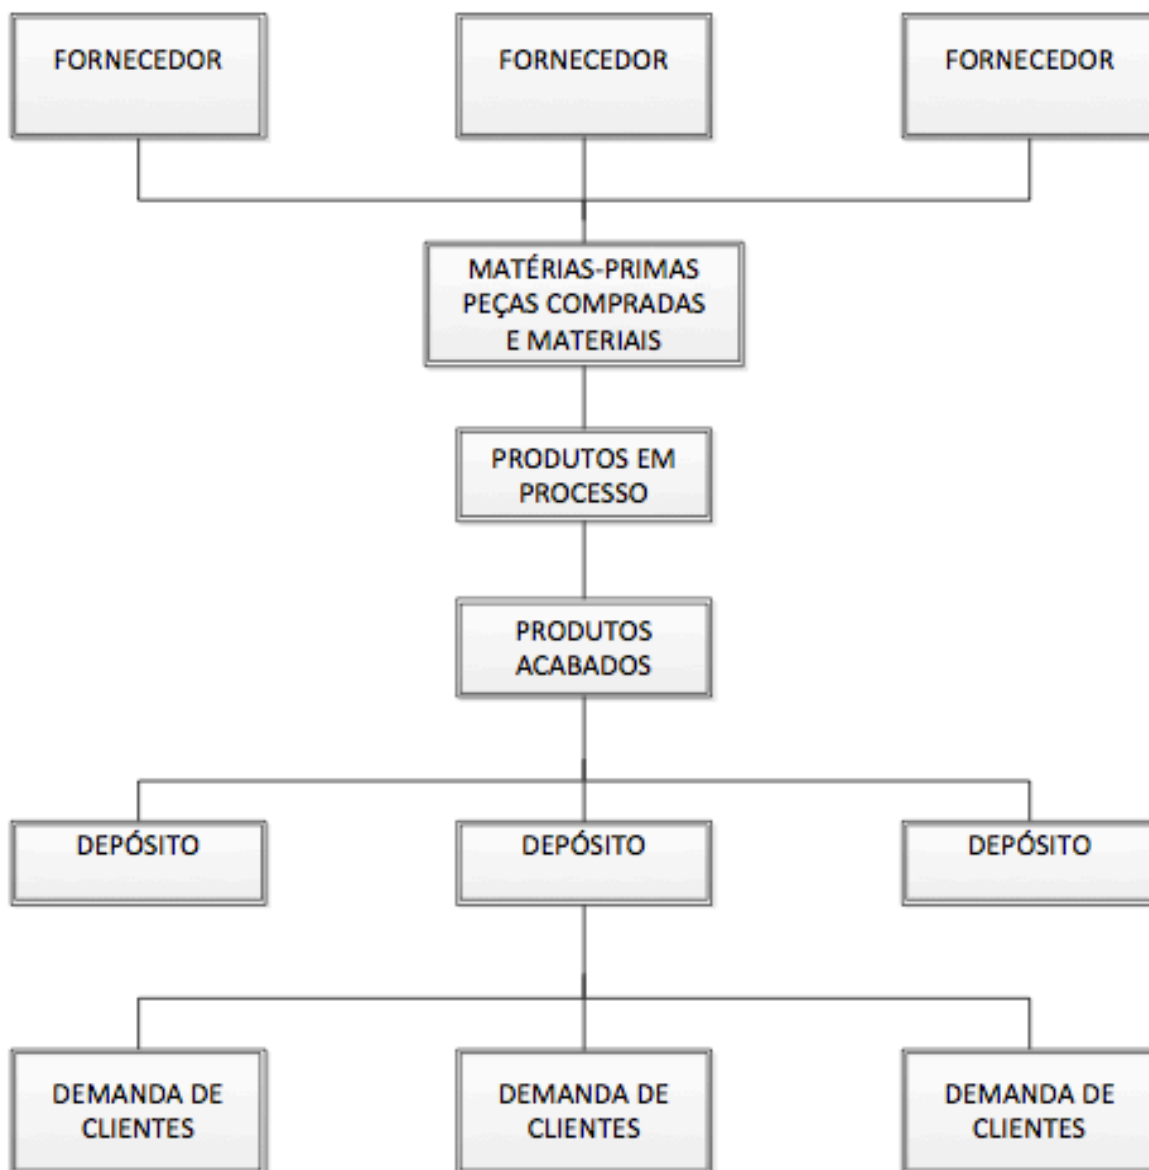 FORNECEDOR
FORNECEDOR
FORNECEDOR
MATÉRIAS-PRIMAS
PEÇAS COMPRADAS
E MATERIAIS
PRODUTOS EM
PROCESSO
PRODUTOS
ACABADOS
DEPÓSITO
DEPÓSITO
DEPÓSITO
DEMANDA DE
CLIENTES
DEMANDA DE
CLIENTES
DEMANDA DE
CLIENTES